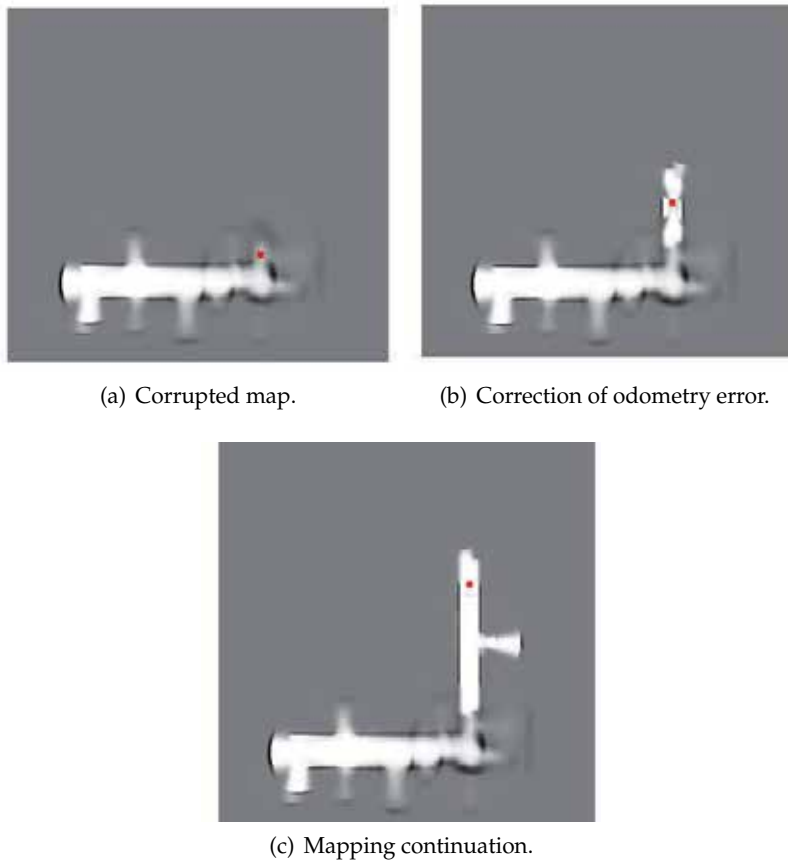 (a) Corrupted map.
(b) Correction of odometry error.
(c) Mapping continuation.